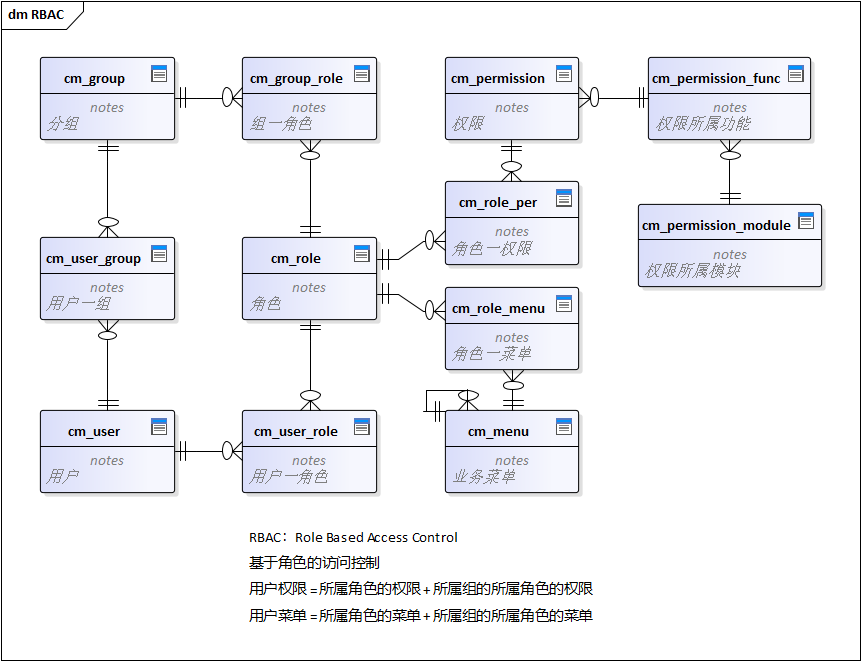 dm RBAC
cm_group
notes
分组
cm_group_role
notes
组—角色
cm_permission
notes
权限
cm_permission_func
notes
权限所属功能
cm_role_per
notes
角色—权限
cm_permission_module
notes
权限所属模块
cm_user_group
notes
用户—组
cm_role
notes
角色
cm_role_menu
notes
角色—菜单
cm_user
notes
用户
cm_user_role
notes
用户—角色
cm_menu
notes
业务菜单
RBAC：Role Based Access Control
基于角色的访问控制
用户权限 = 所属角色的权限 + 所属组的所属角色的权限
用户菜单 = 所属角色的菜单 + 所属组的所属角色的菜单